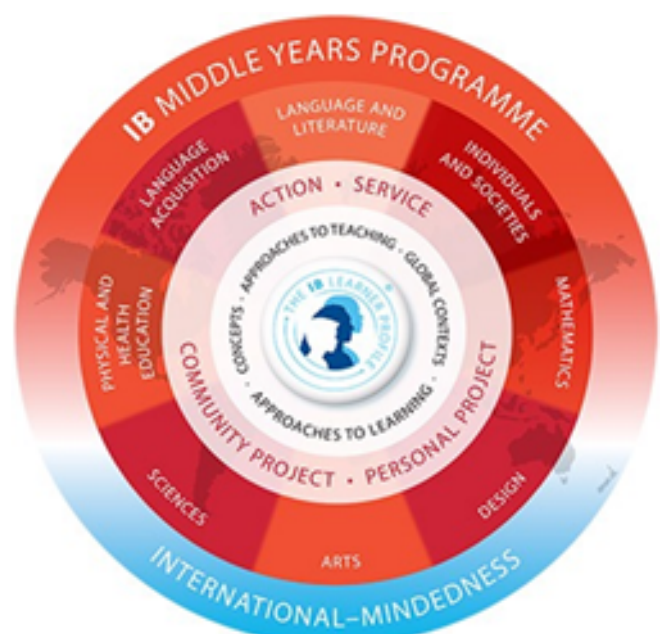 IB MIDDLE YEARS PROGRAMME
LANGUAGE AND
LITERATURE
INDIVIDUALS
AND SOCIETIES
MATHEMATICS
DESIGN
ARTS
SCIENCES
PHYSICAL AND
HEALTH
EDUCATION
LANGUAGE
ACQUISITION
ACTION • SERVICE
PERSONAL PROJECT
COMMUNITY PROJECT •
APPROACHES TO TEACHING •
GLOBAL CONTEXTS •
APPROACHES TO LEARNING •
CONCEPTS •
• THE IB LEARNER PROFILE •
INTERNATIONAL–MINDEDNESS